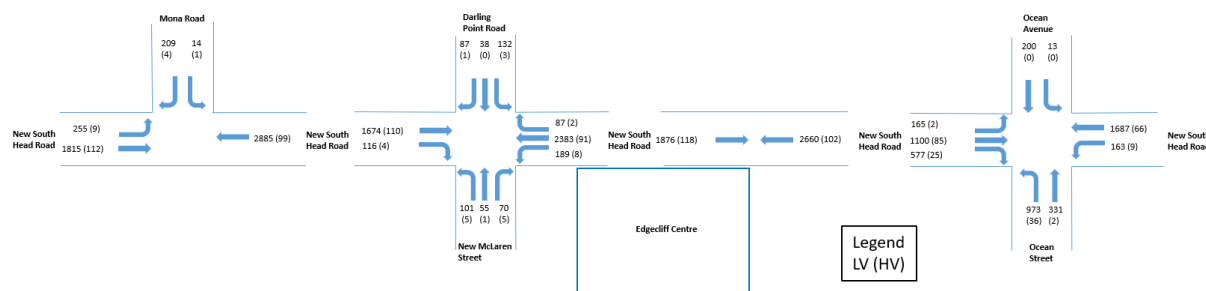 Mona Road
209 14
(4) (1)
255 (9)
New South
Head Road
1815 (112)
2885 (99)
Darling
Point Road
87 38 132
(1) (0) (3)
New South
Head Road
1674 (110)
116 (4)
87 (2)
2383 (91)
189 (8)
101 55 70
(5) (1) (5)
New McLaren
Street
New South
Head Road
1876 (118)
2660 (102)
Edgecliff Centre
Ocean
Avenue
200 13
(0) (0)
New South
Head Road
165 (2)
1100 (85)
577 (25)
1687 (66)
163 (9)
New South
Head Road
973 331
(36) (2)
Ocean
Street
Legend
LV (HV)